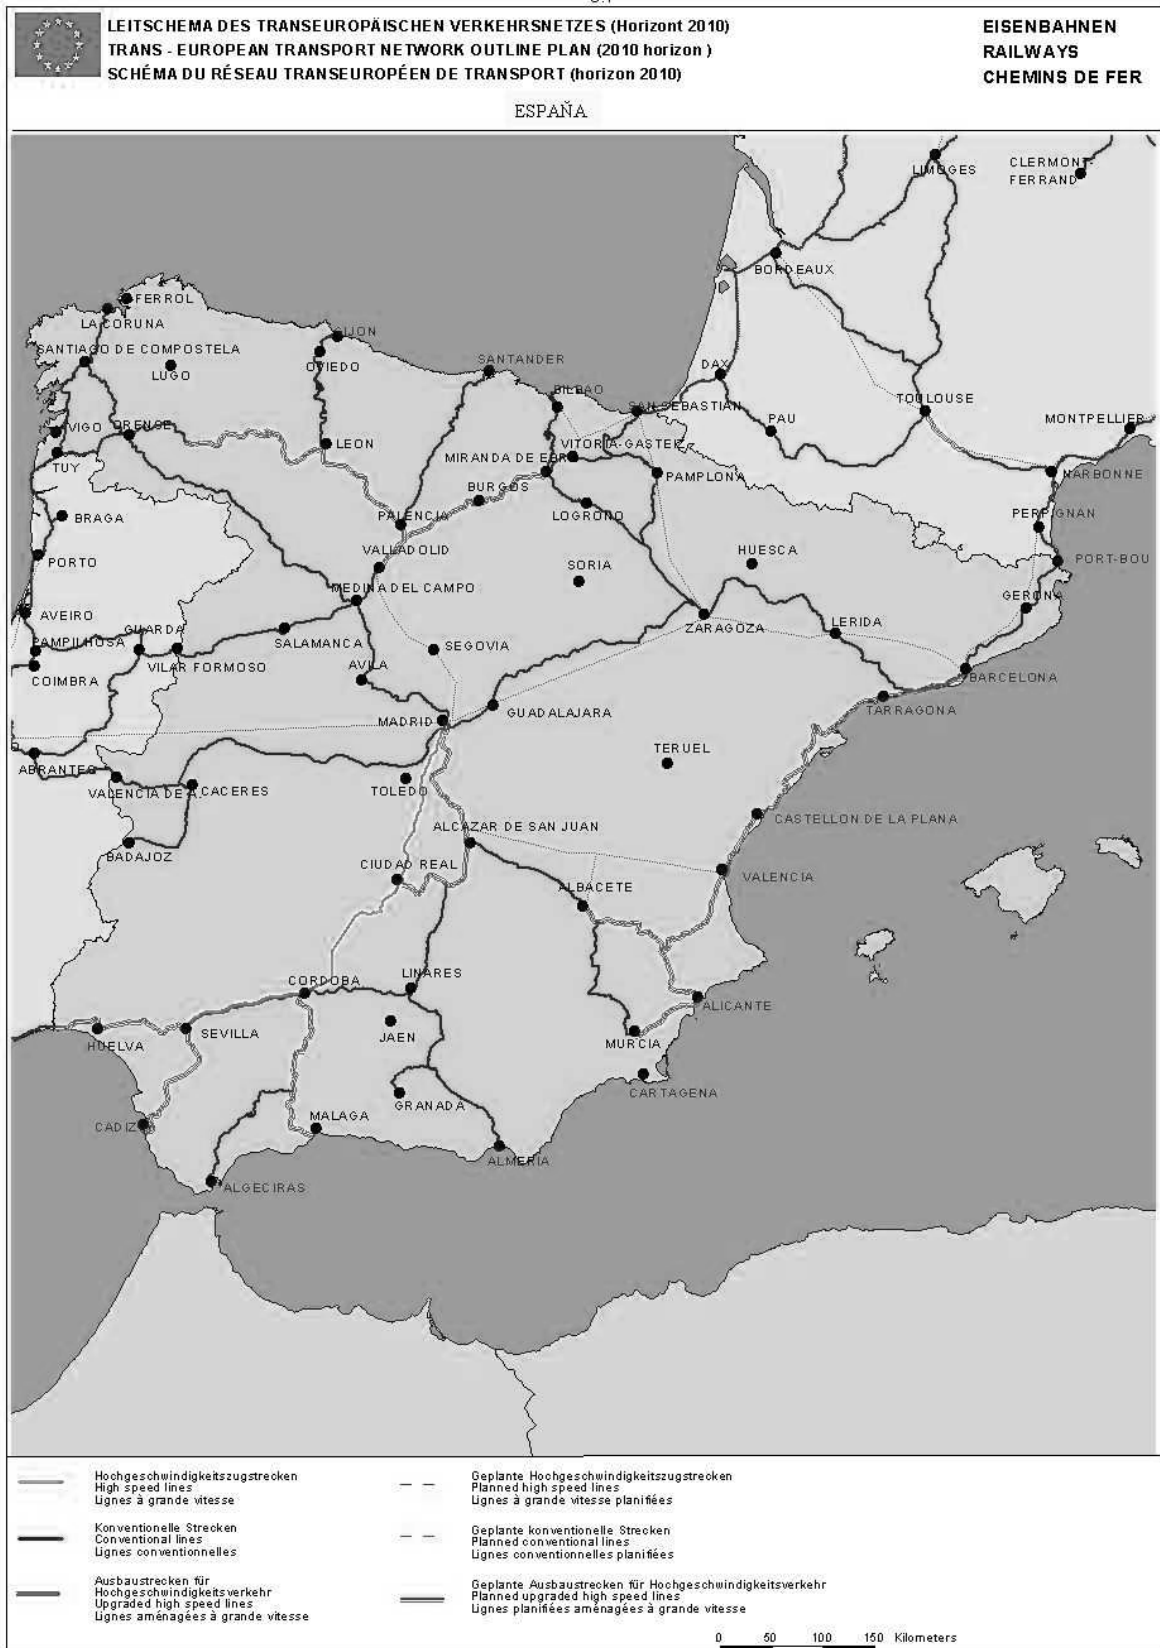 LEITSCHEMA DES TRANSEUROPÄISCHEN VERKEHRSNETZES (Horizont 2010)
TRANS - EUROPEAN TRANSPORT NETWORK OUTLINE PLAN (2010 horizon )
SCHÉMA DU RÉSEAU TRANSEUROPÉEN DE TRANSPORT (horizon 2010)
EISENBAHNEN
RAILWAYS
CHEMINS DE FER
ESPAŇA
LIMOGES
CLERMONT-
FERRAND
BORDEAUX
FERROL
LA CORUNA
GIJON
SANTIAGO DE COMPOSTELA
LUGO
OVIEDO
SANTANDER
DAX
BILBAO
SAN SEBASTIAN
TOULOUSE
PAU
MONTPELLIER
VIGO
ORENSE
LEON
VITORIA-GASTEIZ
MIRANDA DE EBRO
TUY
PAMPLONA
NARBONNE
BURGOS
LOGRONO
BRAGA
PALENCIA
PERPIGNAN
VALLADOLID
HUESCA
PORTO
SORIA
PORT-BOU
MEDINA DEL CAMPO
GERONA
AVEIRO
GUARDA
ZARAGOZA
LERIDA
PAMPILHOSA
SALAMANCA
SEGOVIA
VILAR FORMOSO
AVILA
COIMBRA
BARCELONA
MADRID
GUADALAJARA
TARRAGONA
TERUEL
ABRANTES
VALENCIA DE A.
CACERES
TOLEDO
ALCAZAR DE SAN JUAN
CASTELLON DE LA PLANA
BADAJOZ
CIUDAD REAL
VALENCIA
ALBACETE
CORDOBA
LINARES
ALICANTE
HUELVA
SEVILLA
JAEN
MURCIA
CARTAGENA
GRANADA
CADIZ
MALAGA
ALMERIA
ALGECIRAS
Hochgeschwindigkeitszugstrecken
High speed lines
Lignes à grande vitesse
Geplante Hochgeschwindigkeitszugstrecken
Planned high speed lines
Lignes à grande vitesse planifiées
Konventionelle Strecken
Conventional lines
Lignes conventionnelles
Geplante konventionelle Strecken
Planned conventional lines
Lignes conventionnelles planifiées
Ausbaustrecken für
Hochgeschwindigkeitsverkehr
Upgraded high speed lines
Lignes aménagées à grande vitesse
Geplante Ausbaustrecken für Hochgeschwindigkeitsverkehr
Planned upgraded high speed lines
Lignes planifiées aménagées à grande vitesse
0 50 100 150 Kilometers